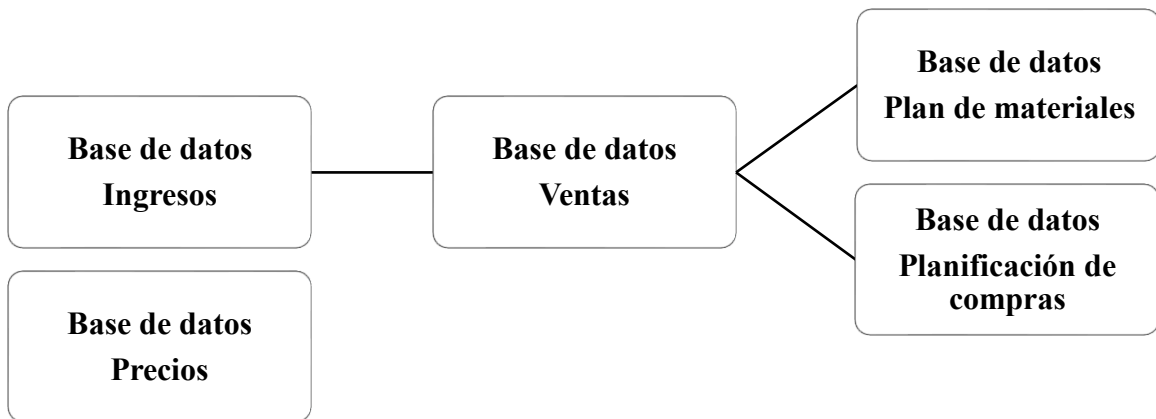 Base de datos
Ingresos
Base de datos
Precios
Base de datos
Ventas
Base de datos
Plan de materiales
Base de datos
Planificación de
compras